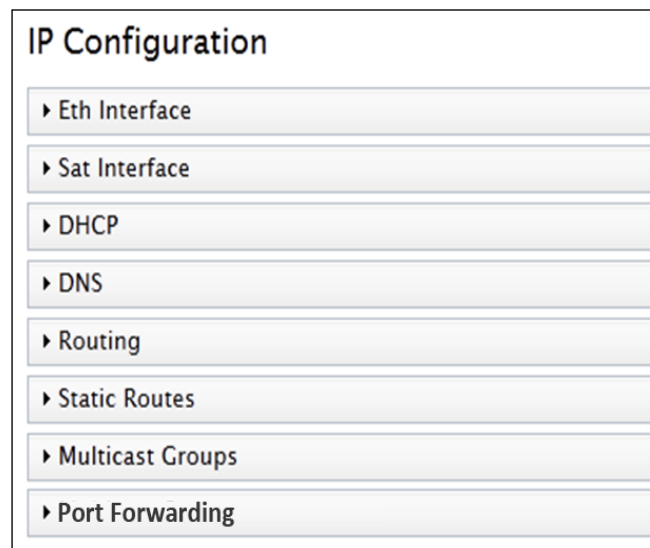 IP Configuration
Eth Interface
Sat Interface
DHCP
DNS
Routing
Static Routes
Multicast Groups
Port Forwarding